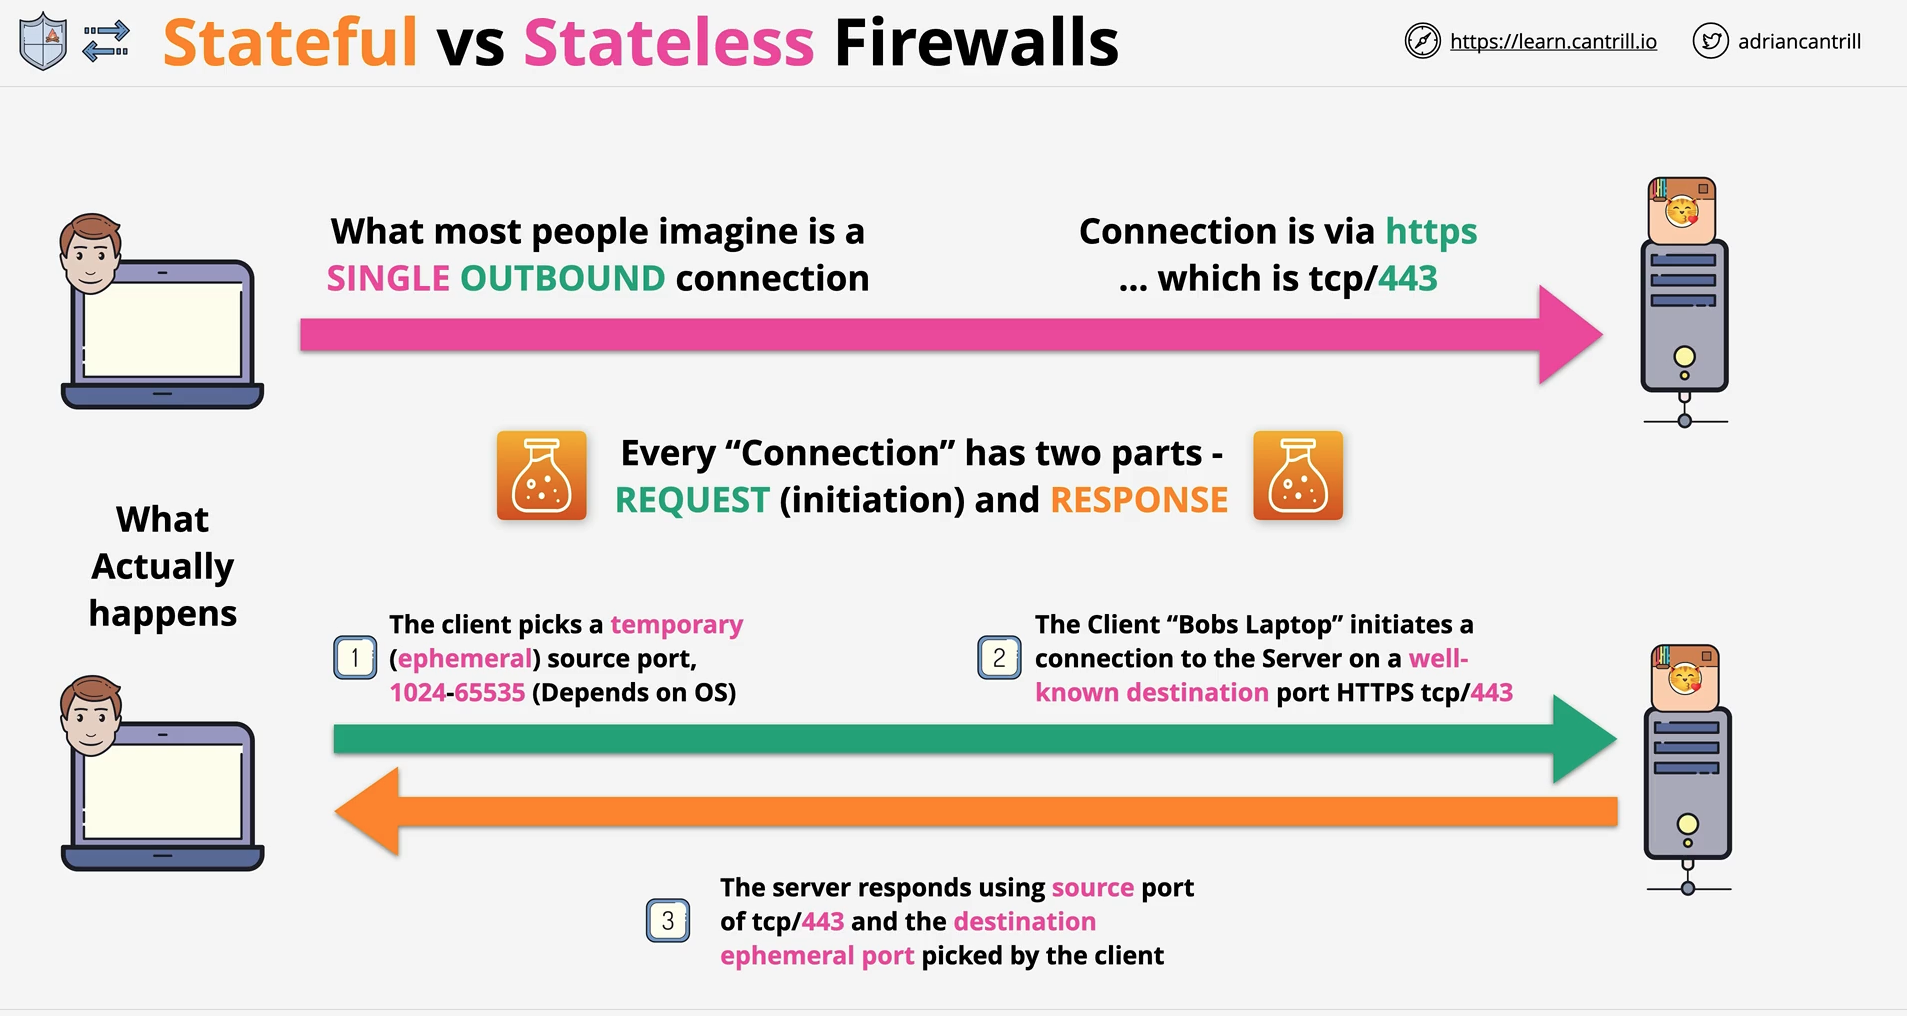 Stateful vs Stateless Firewalls
https://learn.cantrill.io
adriancantrill
What most people imagine is a
SINGLE OUTBOUND connection
Connection is via https
... which is tcp/443
Every “Connection” has two parts -
REQUEST (initiation) and RESPONSE
What
Actually
happens
1
The client picks a temporary
(ephemeral) source port,
1024-65535 (Depends on OS)
2
The Client “Bobs Laptop” initiates a
connection to the Server on a well-
known destination port HTTPS tcp/443
3
The server responds using source port
of tcp/443 and the destination
ephemeral port picked by the client